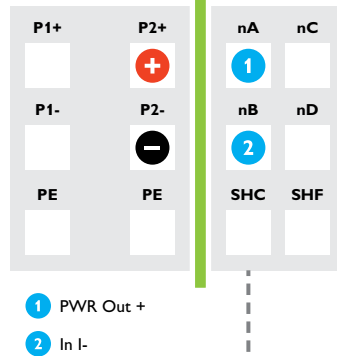 P1+ P2+ nA nC
+ 1
P1- P2- nB nD
- 2
PE PE SHC SHF
1 PWR Out +
2 In I-